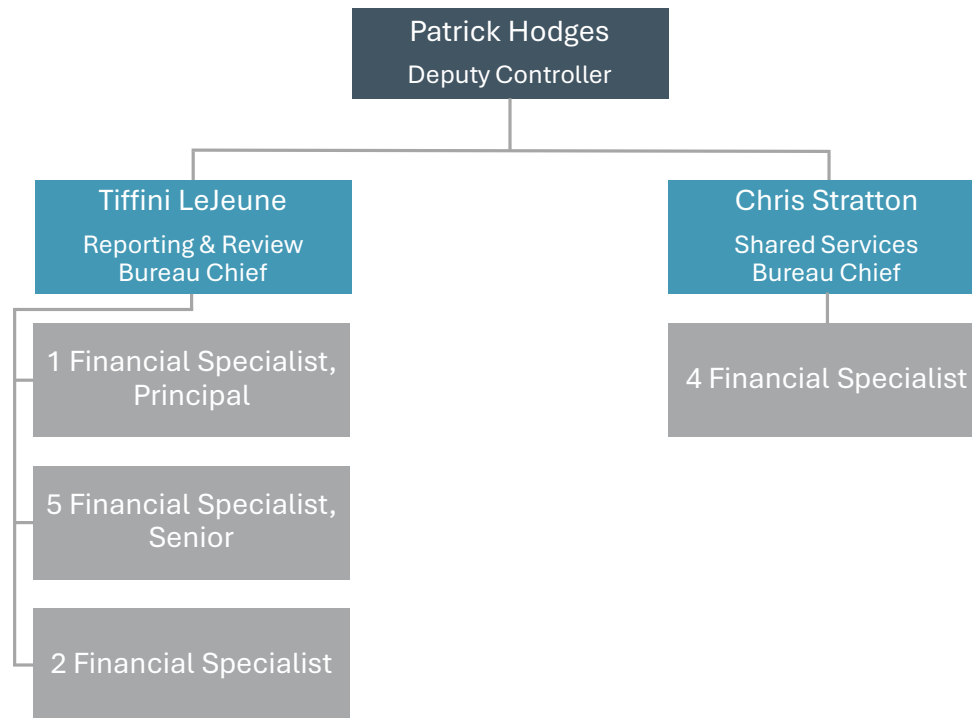 Patrick Hodges
Deputy Controller
Tiffini LeJeune
Reporting & Review
Bureau Chief
Chris Stratton
Shared Services
Bureau Chief
1 Financial Specialist,
Principal
5 Financial Specialist,
Senior
2 Financial Specialist
4 Financial Specialist